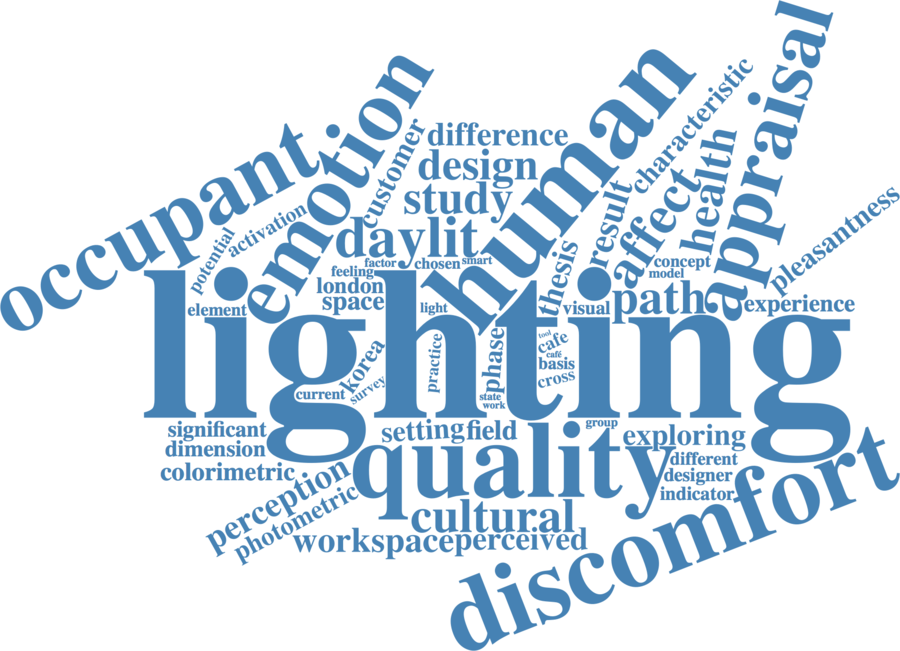 appraisal
human
emotion
characteristic
occupant
customer
difference
health
design
result
affect
study
pleasantness
activation
potential
daylit
thesis
factor
chosen
smart
concept
feeling
model
london
space
element
light
visual
path
experience
lighting
korea
practice
phase
tool
cafe
café
basis
cross
current
survey
state
work
significant
setting
field
group
exploring
dimension
quality
different
colorimetric
perception
designer
photometric
indicator
cultural
workspace
perceived
discomfort